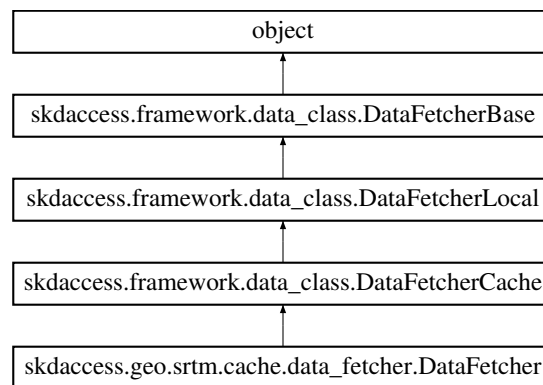 object
skdaccess.framework.data_class.DataFetcherBase
skdaccess.framework.data_class.DataFetcherLocal
skdaccess.framework.data_class.DataFetcherCache
skdaccess.geo.srtm.cache.data_fetcher.DataFetcher